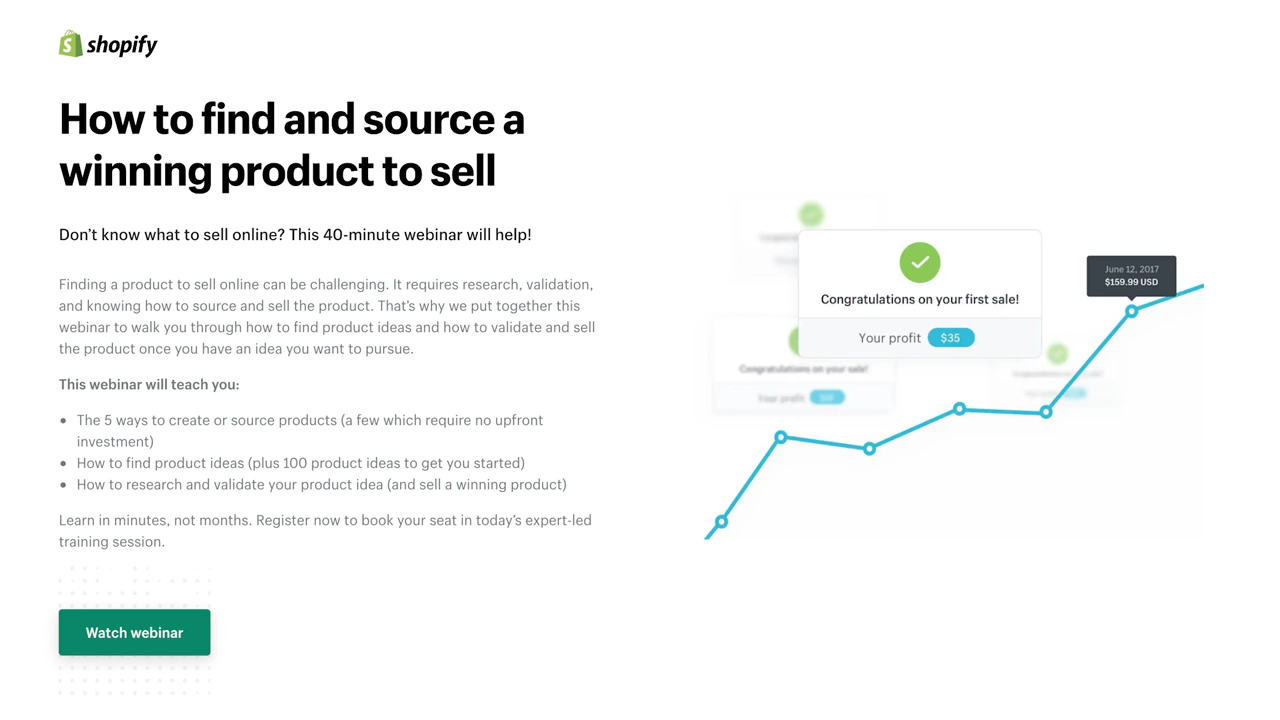 shopify
How to find and source a
winning product to sell
Don't know what to sell online? This 40-minute webinar will help!
Finding a product to sell online can be challenging. It requires research, validation,
and knowing how to source and sell the product. That's why we put together this
webinar to walk you through how to find product ideas and how to validate and sell
the product once you have an idea you want to pursue.
This webinar will teach you:
• The 5 ways to create or source products (a few which require no upfront
investment)
• How to find product ideas (plus 100 product ideas to get you started)
• How to research and validate your product idea (and sell a winning product)
Learn in minutes, not months. Register now to book your seat in today's expert-led
training session.
Watch webinar
Congratulations on your first sale!
Your profit $35
June 12, 2017
$159.99 USD
Congratulations on your sale!
Your profit